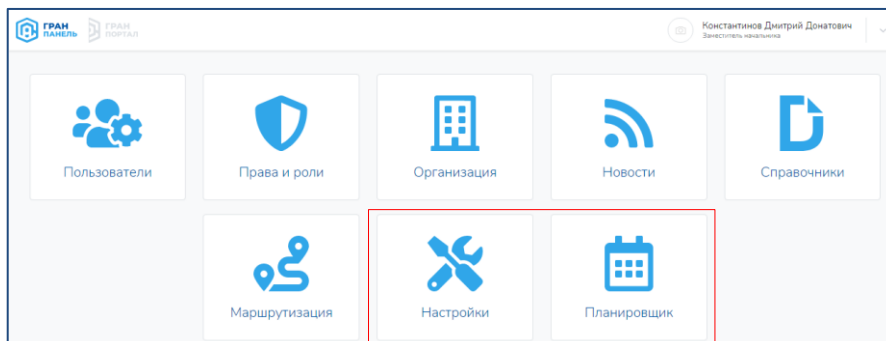 ГРАН
ПАНЕЛЬ
ГРАН
ПОРТАЛ
Константинов Дмитрий Донатович
Заместитель начальника
Пользователи
Права и роли
Организация
Новости
Справочники
Маршрутизация
Настройки
Планировщик